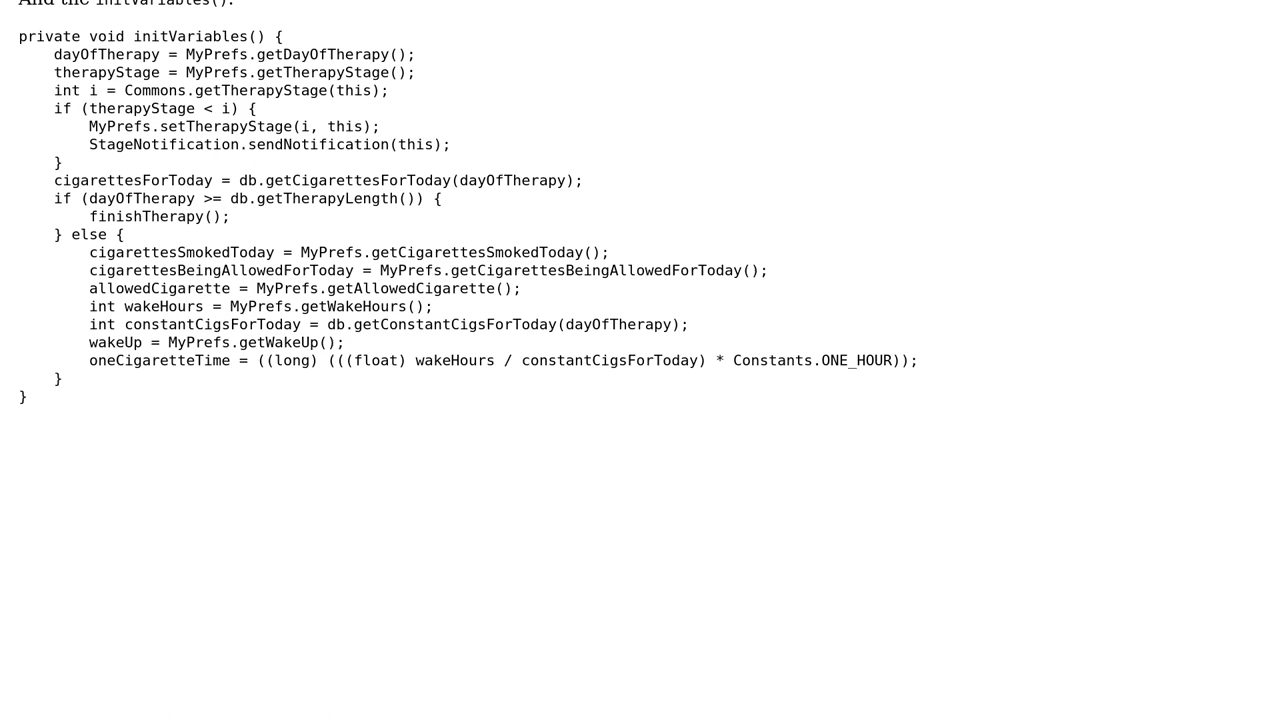 And the initVariables():
private void initVariables() {
    dayOfTherapy = MyPrefs.getDayOfTherapy();
    therapyStage = MyPrefs.getTherapyStage();
    int i = Commons.getTherapyStage(this);
    if (therapyStage < i) {
        MyPrefs.setTherapyStage(i, this);
        StageNotification.sendNotification(this);
    }
    cigarettesForToday = db.getCigarettesForToday(dayOfTherapy);
    if (dayOfTherapy >= db.getTherapyLength()) {
        finishTherapy();
    } else {
        cigarettesSmokedToday = MyPrefs.getCigarettesSmokedToday();
        cigarettesBeingAllowedForToday = MyPrefs.getCigarettesBeingAllowedForToday();
        allowedCigarette = MyPrefs.getAllowedCigarette();
        int wakeHours = MyPrefs.getWakeHours();
        int constantCigsForToday = db.getConstantCigsForToday(dayOfTherapy);
        wakeUp = MyPrefs.getWakeUp();
        oneCigaretteTime = ((long) (((float) wakeHours / constantCigsForToday) * Constants.ONE_HOUR));
    }
}